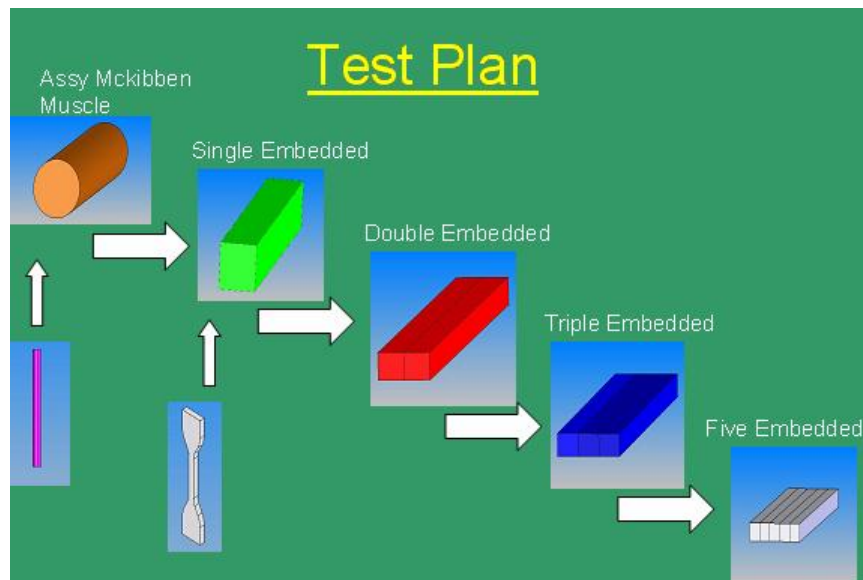 Test Plan
Assy Mckibben
Muscle
Single Embedded
Double Embedded
Triple Embedded
Five Embedded